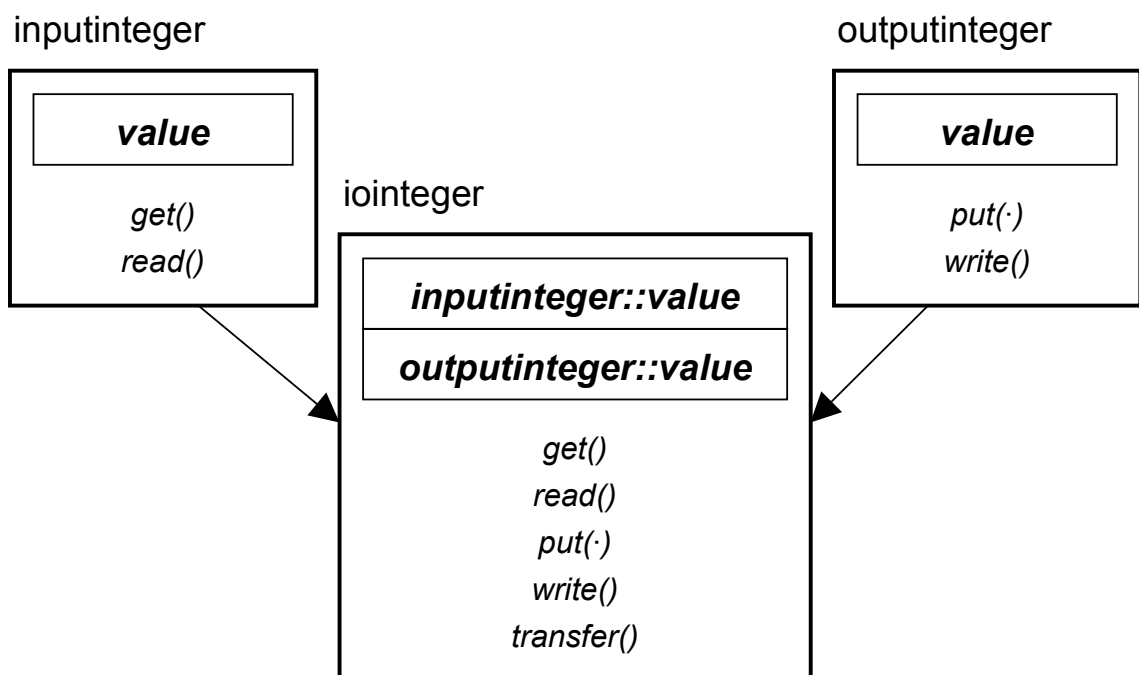 inputinteger
value
get()
read()
outputinteger
value
put(·)
write()
iointeger
inputinteger::value
outputinteger::value
get()
read()
put(·)
write()
transfer()